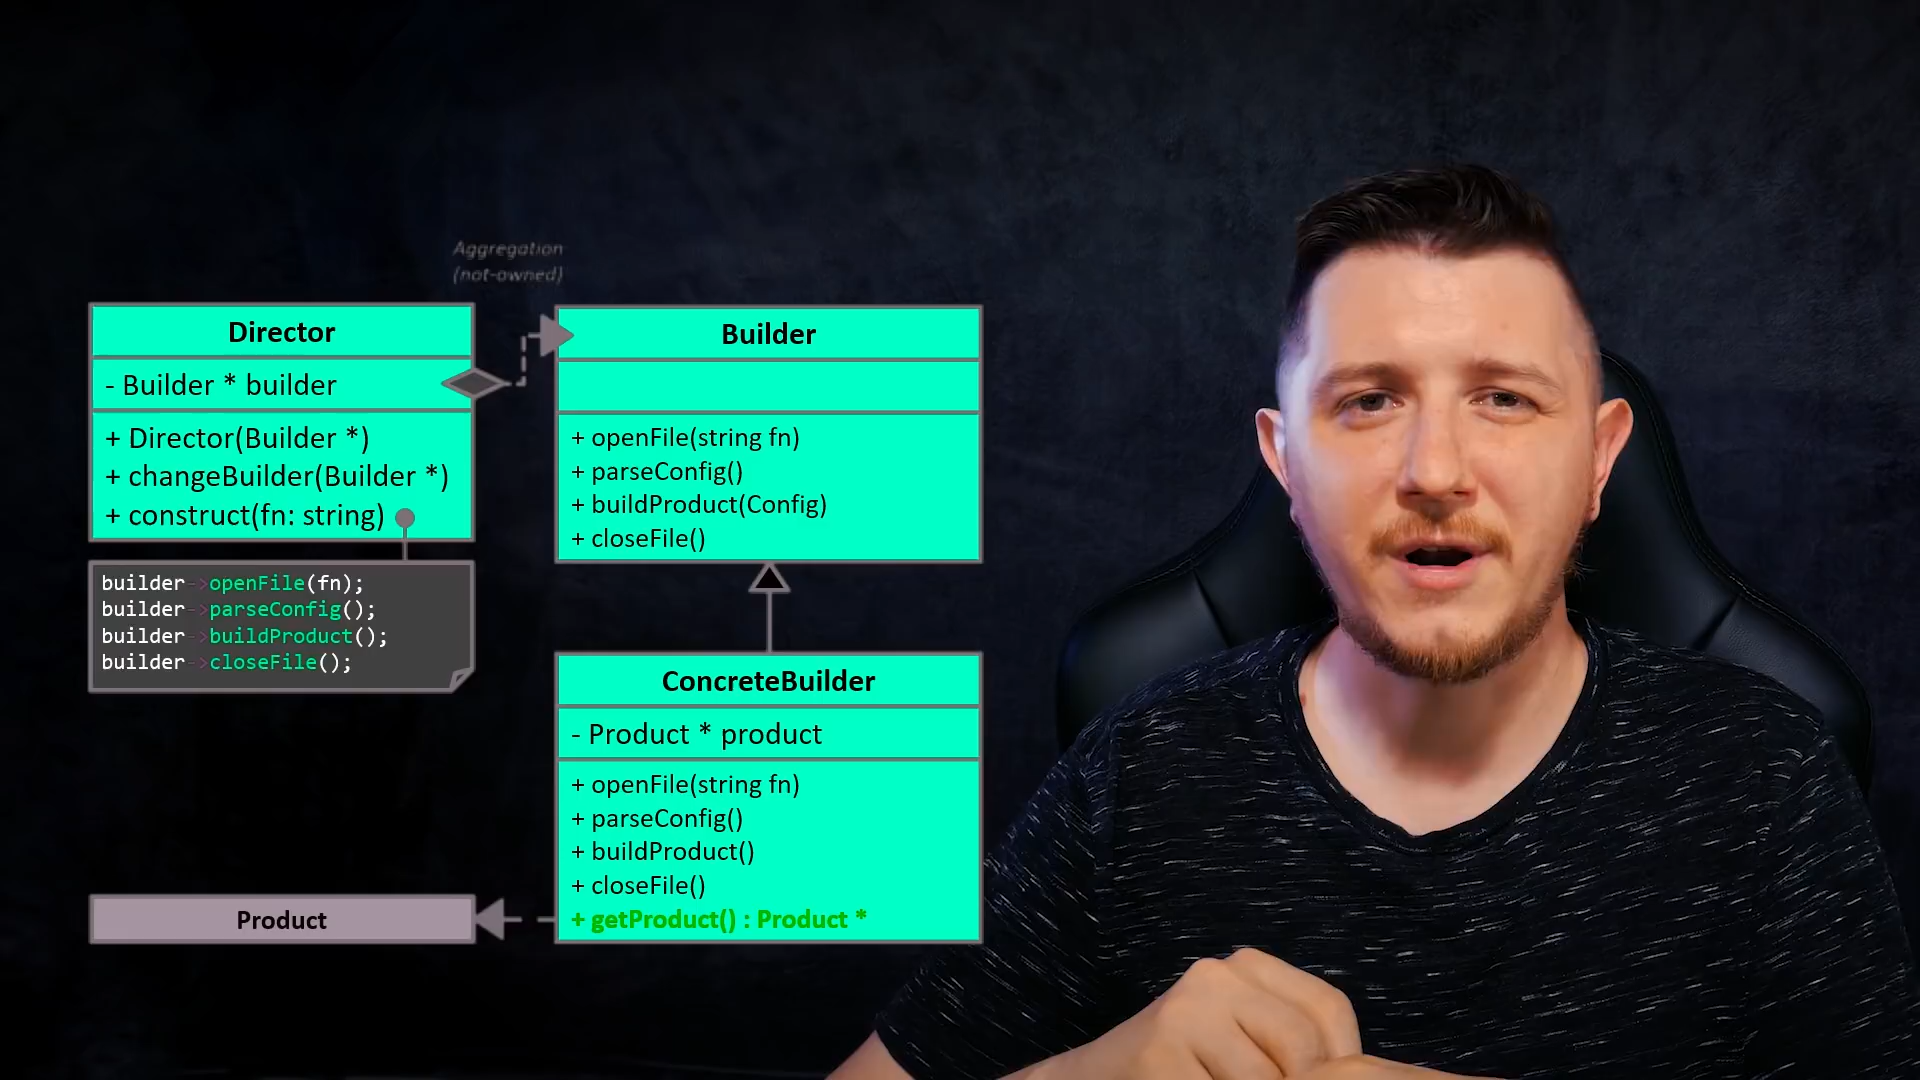 Aggregation
(not-owned)
Director
- Builder * builder
+ Director(Builder *)
+ changeBuilder(Builder *)
+ construct(fn: string)
builder->openFile(fn);
builder->parseConfig();
builder->buildProduct();
builder->closeFile();
Builder
+ openFile(string fn)
+ parseConfig()
+ buildProduct(Config)
+ closeFile()
ConcreteBuilder
- Product * product
+ openFile(string fn)
+ parseConfig()
+ buildProduct()
+ closeFile()
+ getProduct() : Product *
Product